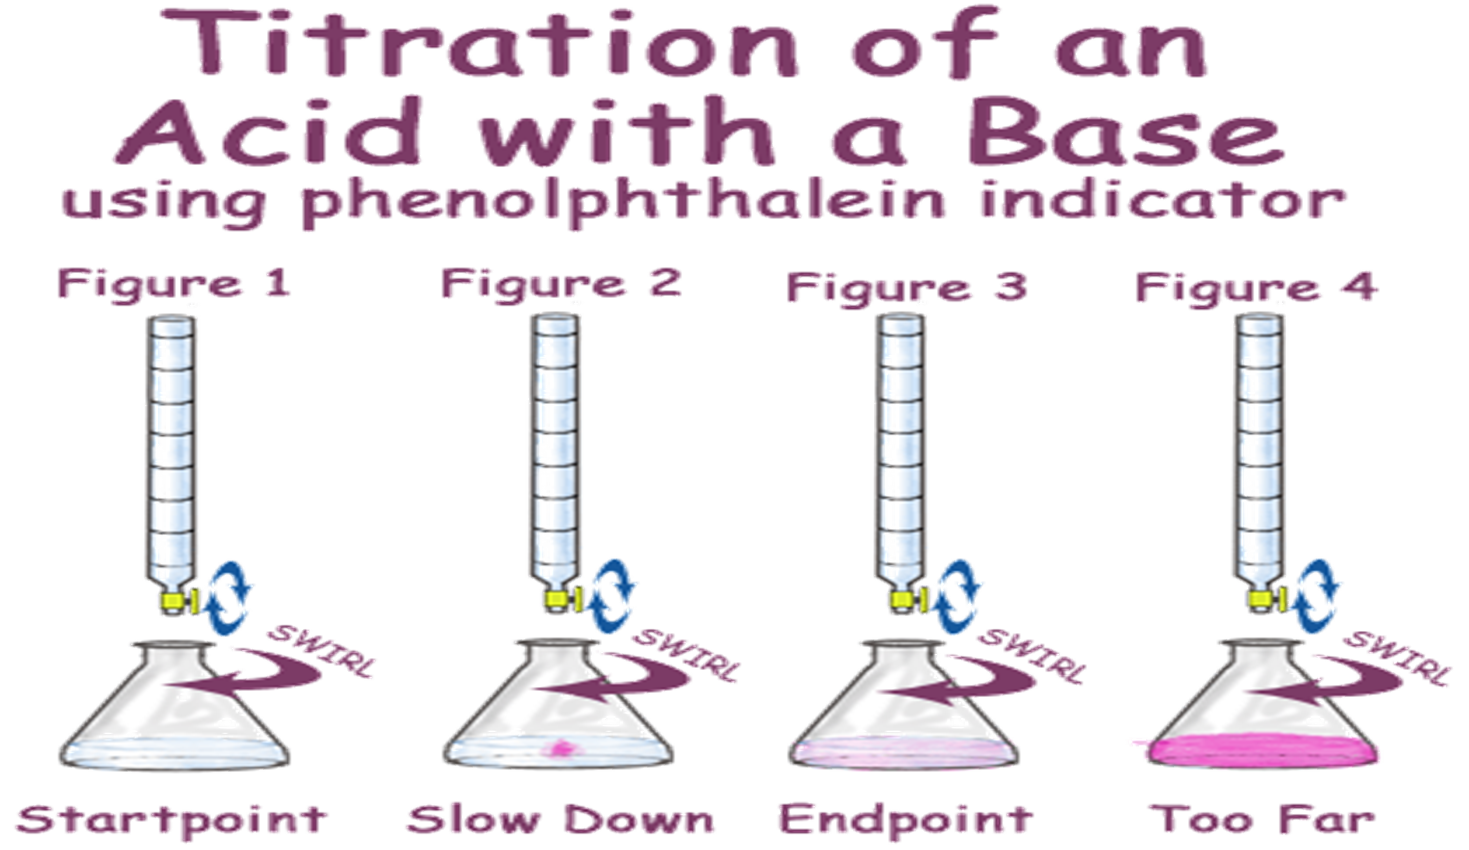 Titration of an
Acid with a Base
using phenolphthalein indicator
Figure 1
Figure 2
Figure 3
Figure 4
SWIRL
SWIRL
SWIRL
SWIRL
Startpoint
Slow Down
Endpoint
Too Far